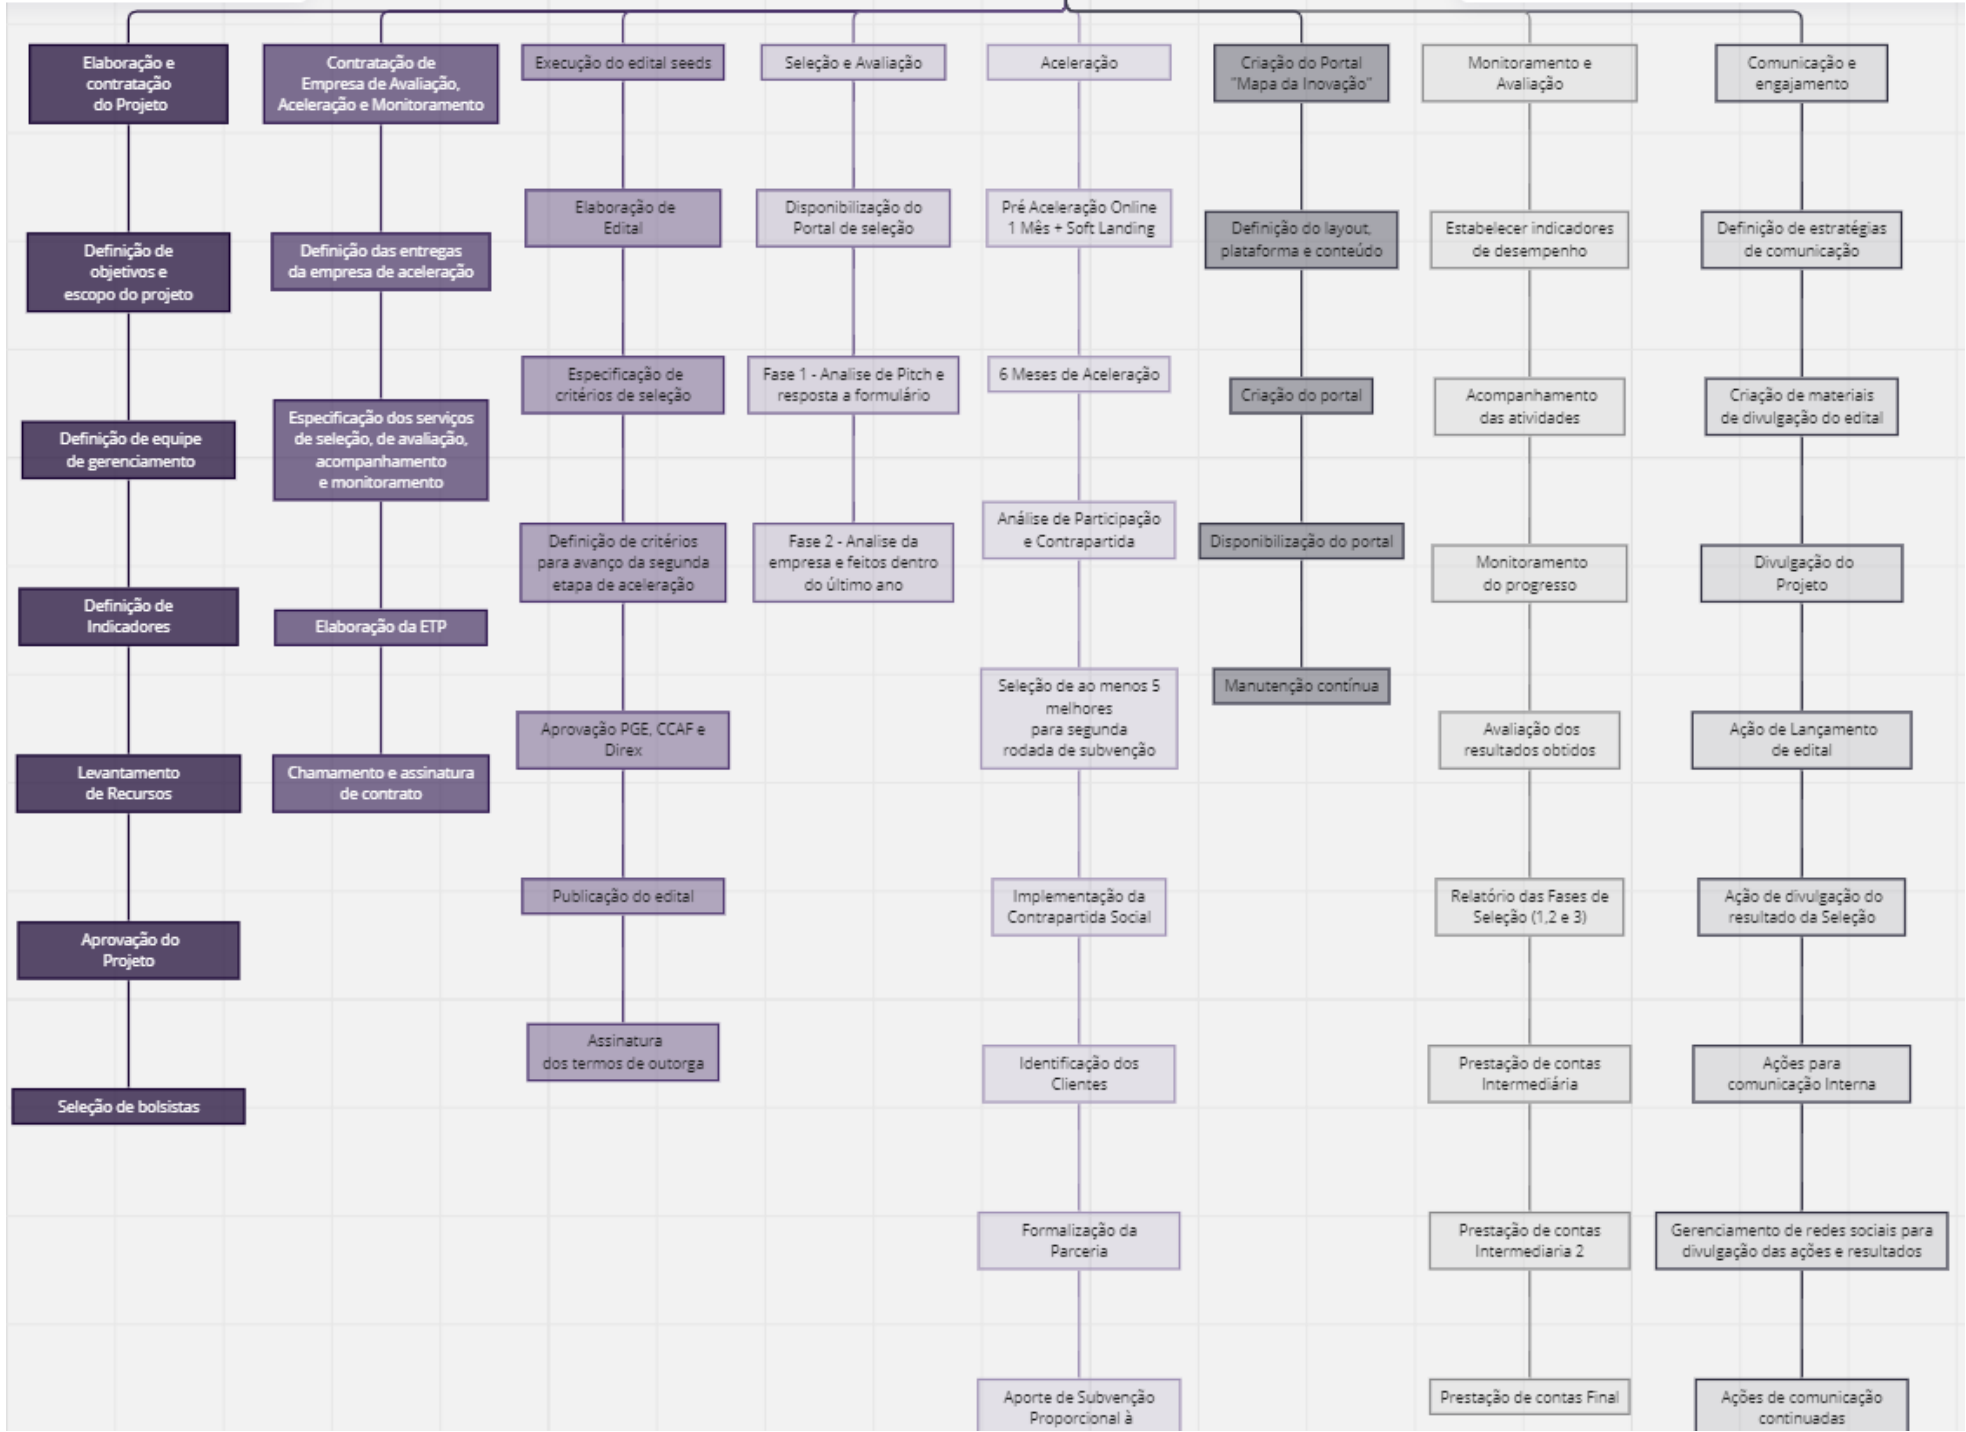 Elaboração e
contratação
do Projeto
Definição de
objetivos e
escopo do projeto
Definição de equipe
de gerenciamento
Definição de
Indicadores
Levantamento
de Recursos
Aprovação do
Projeto
Seleção de bolsistas
Contratação de
Empresa de Avaliação,
Aceleração e Monitoramento
Definição das entregas
da empresa de aceleração
Especificação dos serviços
de seleção, de avaliação,
acompanhamento
e monitoramento
Elaboração da ETP
Chamamento e assinatura
de contrato
Execução do edital seeds
Elaboração de
Edital
Especificação de
critérios de seleção
Definição de critérios
para avanço da segunda
etapa de aceleração
Aprovação PGE, CCAF e
Direx
Publicação do edital
Assinatura
dos termos de outorga
Seleção e Avaliação
Disponibilização do
Portal de seleção
Fase 1 - Analise de Pitch e
resposta a formulário
Fase 2 - Analise da
empresa e feitos dentro
do último ano
Aceleração
Pré Aceleração Online
1 Mês + Soft Landing
6 Meses de Aceleração
Análise de Participação
e Contrapartida
Seleção de ao menos 5
melhores
para segunda
rodada de subvenção
Implementação da
Contrapartida Social
Identificação dos
Clientes
Formalização da
Parceria
Aporte de Subvenção
Proporcional à
Criação do Portal
"Mapa da Inovação"
Definição do layout,
plataforma e conteúdo
Criação do portal
Disponibilização do portal
Manutenção contínua
Monitoramento e
Avaliação
Estabelecer indicadores
de desempenho
Acompanhamento
das atividades
Monitoramento
do progresso
Avaliação dos
resultados obtidos
Relatório das Fases de
Seleção (1,2 e 3)
Prestação de contas
Intermediária
Prestação de contas
Intermediaria 2
Prestação de contas Final
Comunicação e
engajamento
Definição de estratégias
de comunicação
Criação de materiais
de divulgação do edital
Divulgação do
Projeto
Ação de Lançamento
de edital
Ação de divulgação do
resultado da Seleção
Ações para
comunicação Interna
Gerenciamento de redes sociais para
divulgação das ações e resultados
Ações de comunicação
continuadas